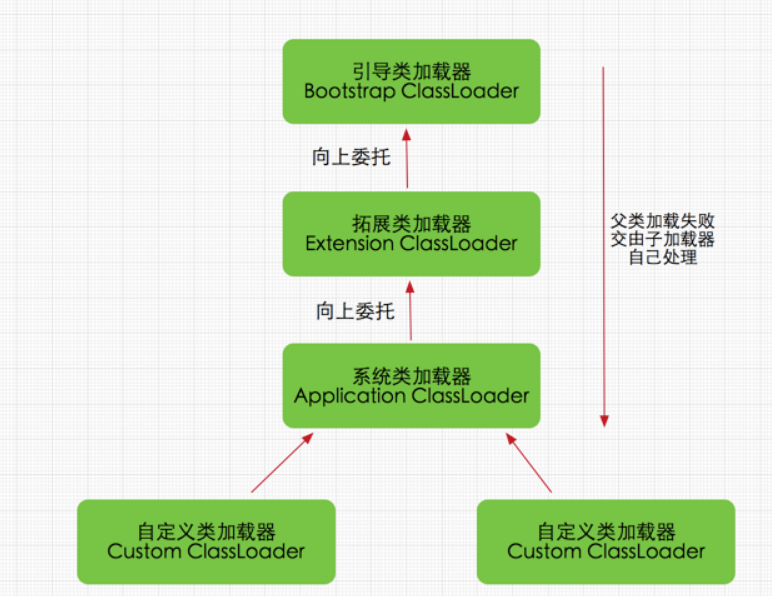 引导类加载器
Bootstrap ClassLoader
向上委托
拓展类加载器
Extension ClassLoader
父类加载失败
交由子加载器
自己处理
向上委托
系统类加载器
Application ClassLoader
自定义类加载器
Custom ClassLoader
自定义类加载器
Custom ClassLoader